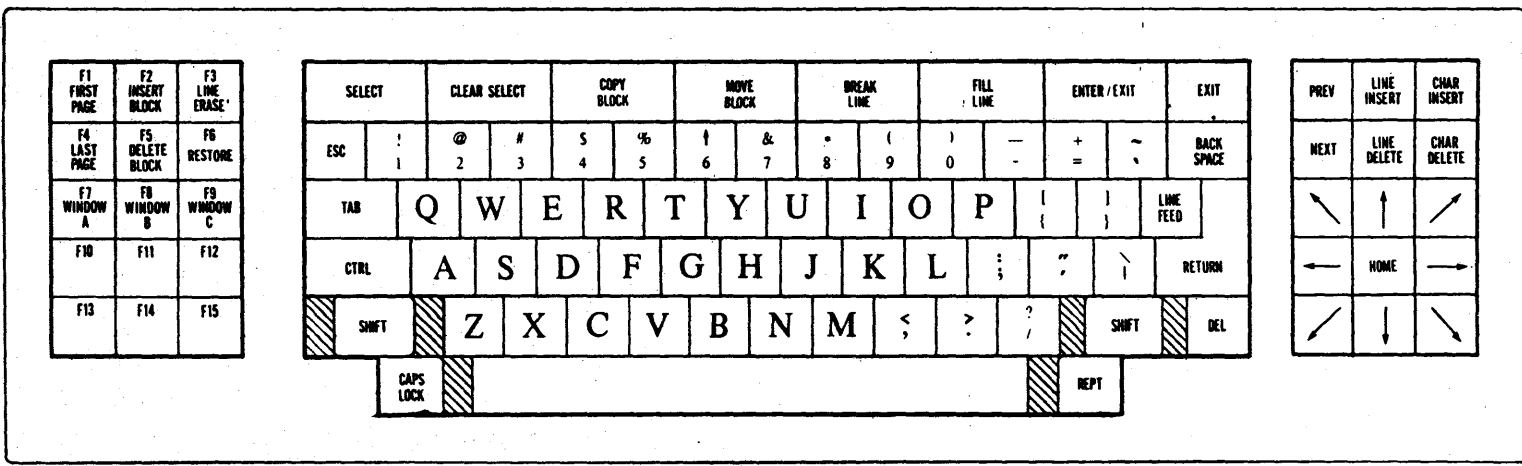 F1 FIRST PAGE
F2 INSERT BLOCK
F3 LINE ERASE
F4 LAST PAGE
F5 DELETE BLOCK
F6 RESTORE
F7 WINDOW A
F8 WINDOW B
F9 WINDOW C
F10 F11 F12
F13 F14 F15
SELECT
CLEAR SELECT
COPY BLOCK
MOVE BLOCK
BREAK LINE
FILL LINE
ENTER / EXIT
EXIT
ESC
! 1
@ 2
# 3
$ 4
% 5
↑ 6
& 7
* 8
( 9
) 0
— -
+ =
~ `
BACK SPACE
TAB
Q W E R T Y U I O P
[ {
] }
LINE FEED
CTRL
A S D F G H J K L
: ;
" '
\ |
RETURN
SHIFT
Z X C V B N M
< ,
> .
? /
SHIFT
DEL
CAPS LOCK
REPT
PREV
LINE INSERT
CHAR INSERT
NEXT
LINE DELETE
CHAR DELETE
↖ ↑ ↗
← HOME →
↙ ↓ ↘